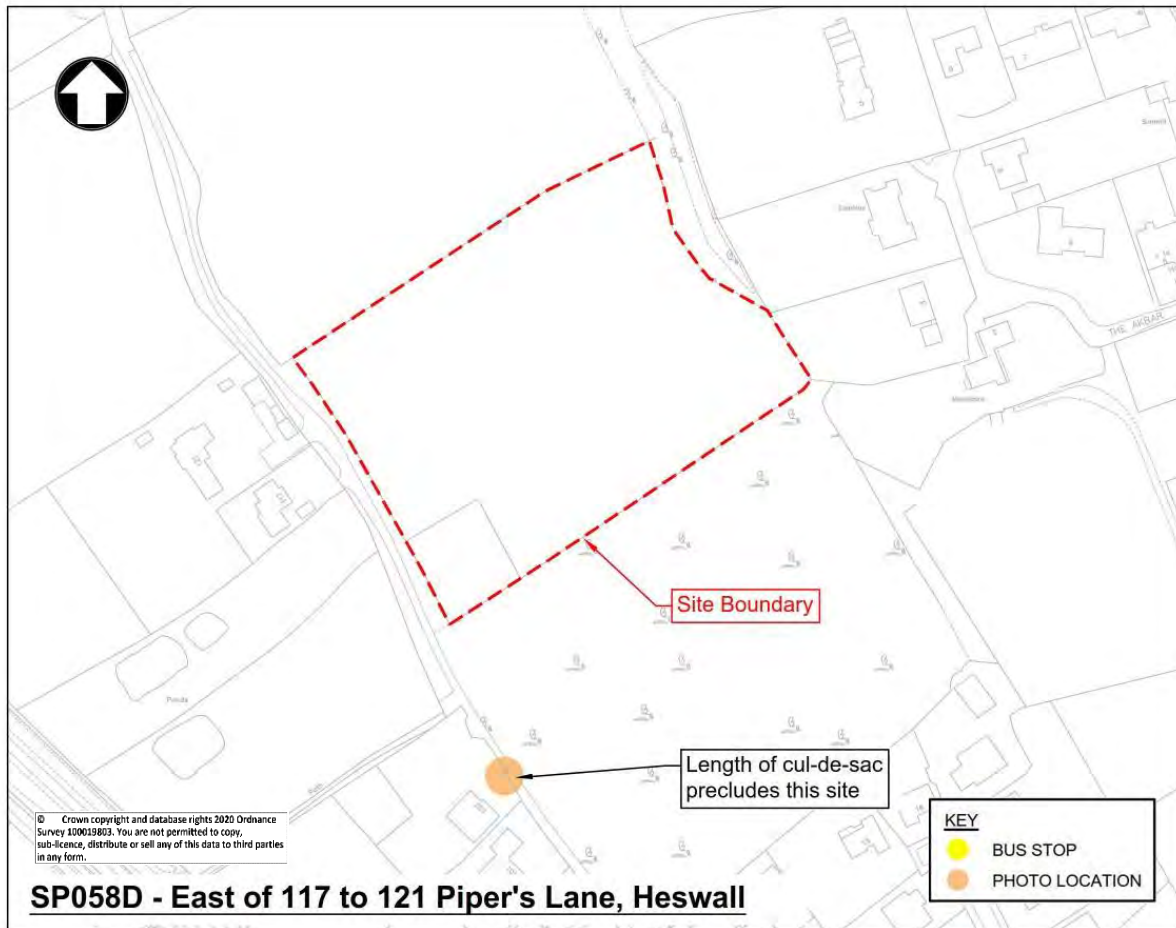 THE AKBAR
Ponds
Path
Site Boundary
Length of cul-de-sac
precludes this site
© Crown copyright and database rights 2020 Ordnance
Survey 100019803. You are not permitted to copy,
sub-licence, distribute or sell any of this data to third parties
in any form.
KEY
BUS STOP
PHOTO LOCATION
SP058D - East of 117 to 121 Piper's Lane, Heswall